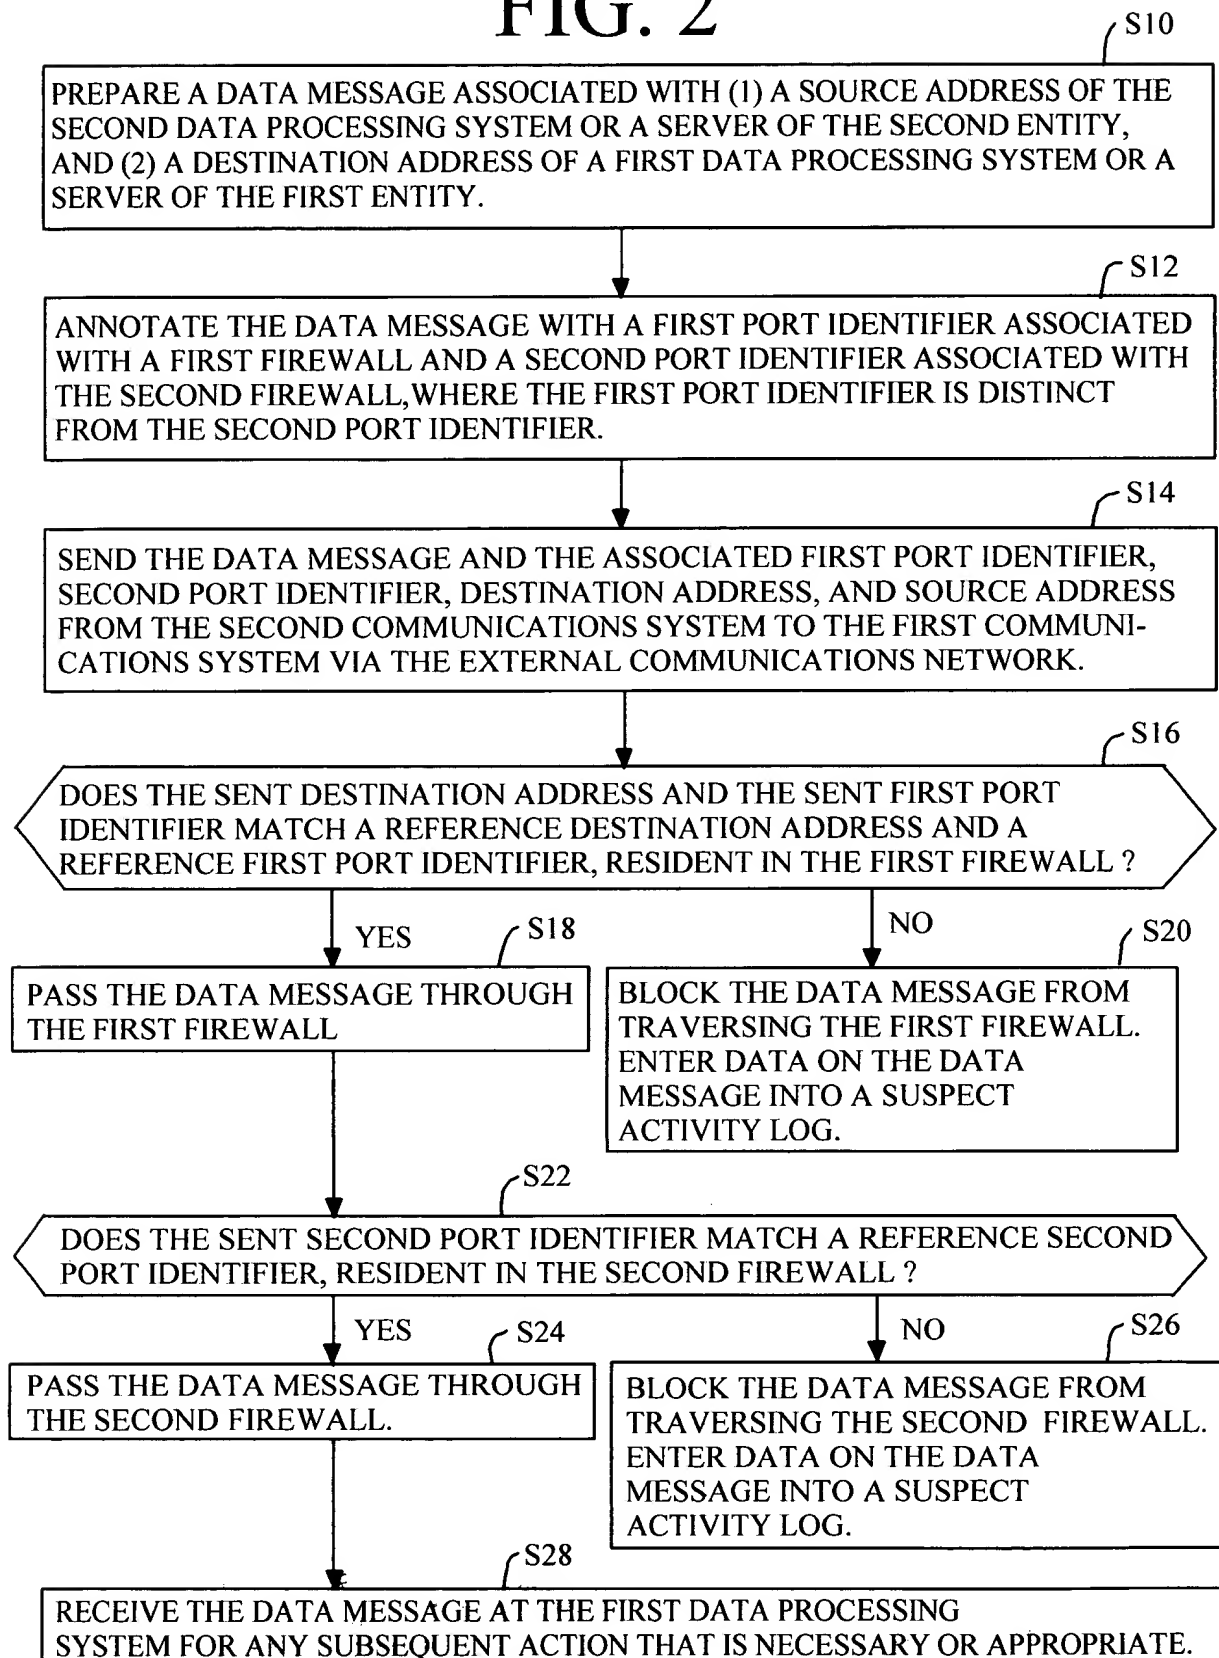 FIG. 2
S10
PREPARE A DATA MESSAGE ASSOCIATED WITH (1) A SOURCE ADDRESS OF THE
SECOND DATA PROCESSING SYSTEM OR A SERVER OF THE SECOND ENTITY,
AND (2) A DESTINATION ADDRESS OF A FIRST DATA PROCESSING SYSTEM OR A
SERVER OF THE FIRST ENTITY.
S12
ANNOTATE THE DATA MESSAGE WITH A FIRST PORT IDENTIFIER ASSOCIATED
WITH A FIRST FIREWALL AND A SECOND PORT IDENTIFIER ASSOCIATED WITH
THE SECOND FIREWALL,WHERE THE FIRST PORT IDENTIFIER IS DISTINCT
FROM THE SECOND PORT IDENTIFIER.
S14
SEND THE DATA MESSAGE AND THE ASSOCIATED FIRST PORT IDENTIFIER,
SECOND PORT IDENTIFIER, DESTINATION ADDRESS, AND SOURCE ADDRESS
FROM THE SECOND COMMUNICATIONS SYSTEM TO THE FIRST COMMUNI-
CATIONS SYSTEM VIA THE EXTERNAL COMMUNICATIONS NETWORK.
S16
DOES THE SENT DESTINATION ADDRESS AND THE SENT FIRST PORT
IDENTIFIER MATCH A REFERENCE DESTINATION ADDRESS AND A
REFERENCE FIRST PORT IDENTIFIER, RESIDENT IN THE FIRST FIREWALL ?
YES
S18
NO
S20
PASS THE DATA MESSAGE THROUGH
THE FIRST FIREWALL
BLOCK THE DATA MESSAGE FROM
TRAVERSING THE FIRST FIREWALL.
ENTER DATA ON THE DATA
MESSAGE INTO A SUSPECT
ACTIVITY LOG.
S22
DOES THE SENT SECOND PORT IDENTIFIER MATCH A REFERENCE SECOND
PORT IDENTIFIER, RESIDENT IN THE SECOND FIREWALL ?
YES
S24
NO
S26
PASS THE DATA MESSAGE THROUGH
THE SECOND FIREWALL.
BLOCK THE DATA MESSAGE FROM
TRAVERSING THE SECOND FIREWALL.
ENTER DATA ON THE DATA
MESSAGE INTO A SUSPECT
ACTIVITY LOG.
S28
RECEIVE THE DATA MESSAGE AT THE FIRST DATA PROCESSING
SYSTEM FOR ANY SUBSEQUENT ACTION THAT IS NECESSARY OR APPROPRIATE.